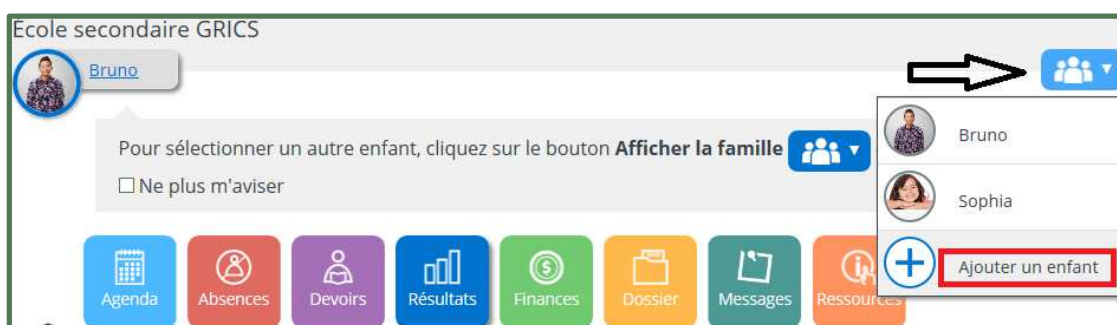 École secondaire GRICS
Bruno
Pour sélectionner un autre enfant, cliquez sur le bouton Afficher la famille
Ne plus m'aviser
Bruno
Sophia
Ajouter un enfant
Agenda
Absences
Devoirs
Résultats
Finances
Dossier
Messages
Ressources